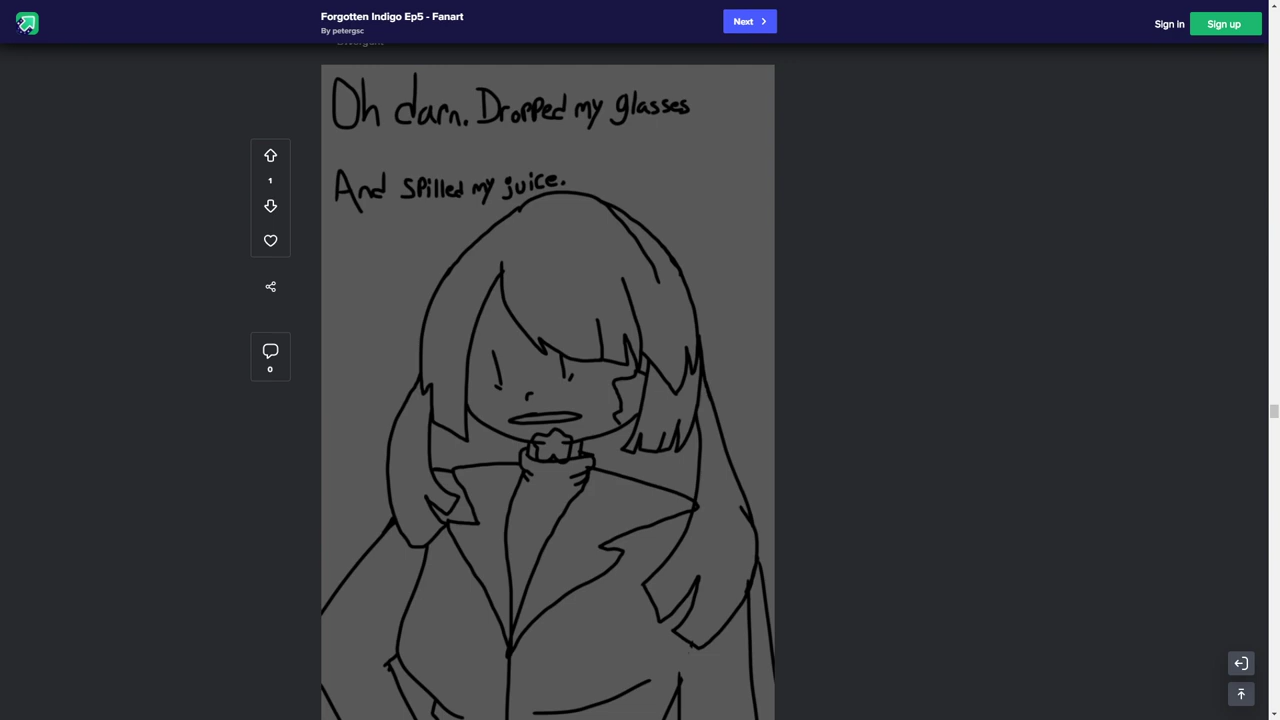 Forgotten Indigo Ep5 - Fanart
By petergsc
Next
Sign in
Sign up
Oh darn. Dropped my glasses
And spilled my juice.
1
0